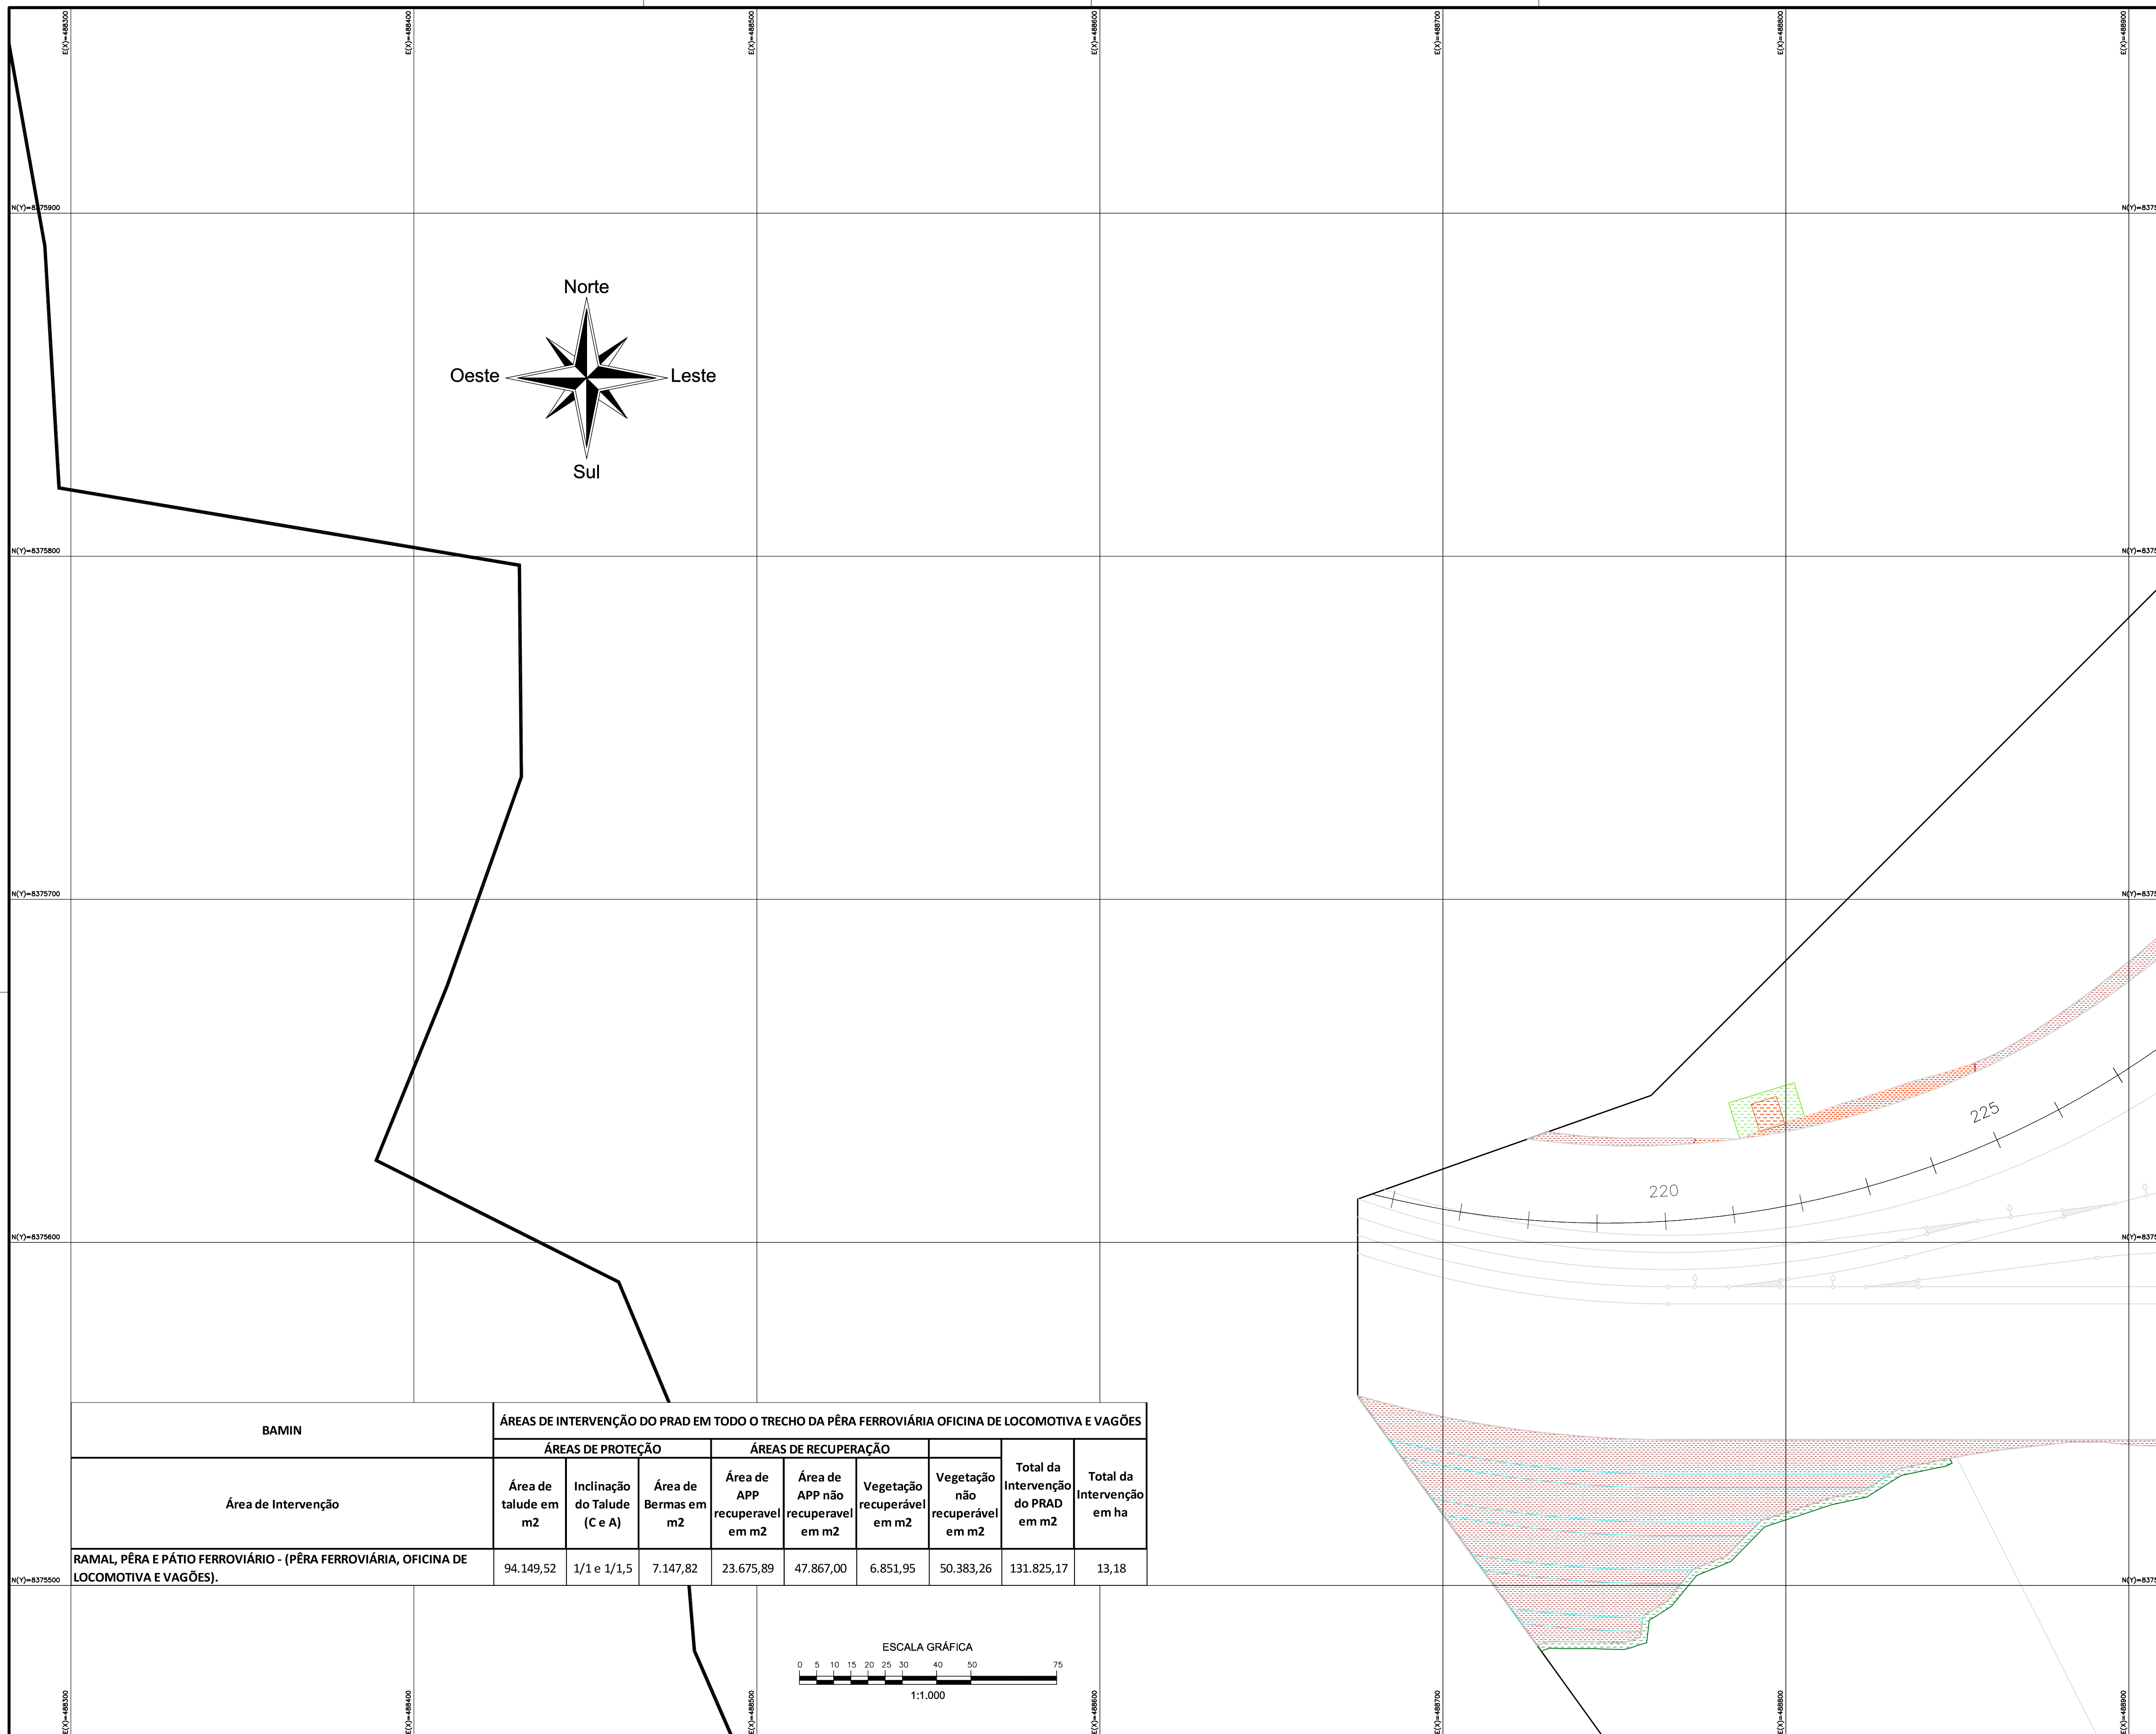 E(X)=488300
E(X)=488400
E(X)=488500
E(X)=488600
E(X)=488700
E(X)=488800
E(X)=488900
N(Y)=8375900
N(Y)=8375
Norte
Oeste
Leste
Sul
N(Y)=8375800
N(Y)=8375
N(Y)=8375700
N(Y)=8375
225
220
N(Y)=8375600
N(Y)=8375
BAMIN
ÁREAS DE INTERVENÇÃO DO PRAD EM TODO O TRECHO DA PÊRA FERROVIÁRIA OFICINA DE LOCOMOTIVA E VAGÕES
ÁREAS DE PROTEÇÃO
ÁREAS DE RECUPERAÇÃO
Área de Intervenção
Área de
talude em
m2
Inclinação
do Talude
(C e A)
Área de
Bermas em
m2
Área de
APP
recuperavel
em m2
Área de
APP não
recuperavel
em m2
Vegetação
recuperável
em m2
Vegetação
não
recuperável
em m2
Total da
Intervenção
do PRAD
em m2
Total da
Intervenção
em ha
RAMAL, PÊRA E PÁTIO FERROVIÁRIO - (PÊRA FERROVIÁRIA, OFICINA DE
LOCOMOTIVA E VAGÕES).
94.149,52 1/1 e 1/1,5 7.147,82 23.675,89 47.867,00 6.851,95 50.383,26 131.825,17 13,18
N(Y)=8375500
N(Y)=8375
ESCALA GRÁFICA
0 5 10 15 20 25 30 40 50 75
1:1.000
E(X)=488300
E(X)=488400
E(X)=488500
E(X)=488600
E(X)=488700
E(X)=488800
E(X)=488900